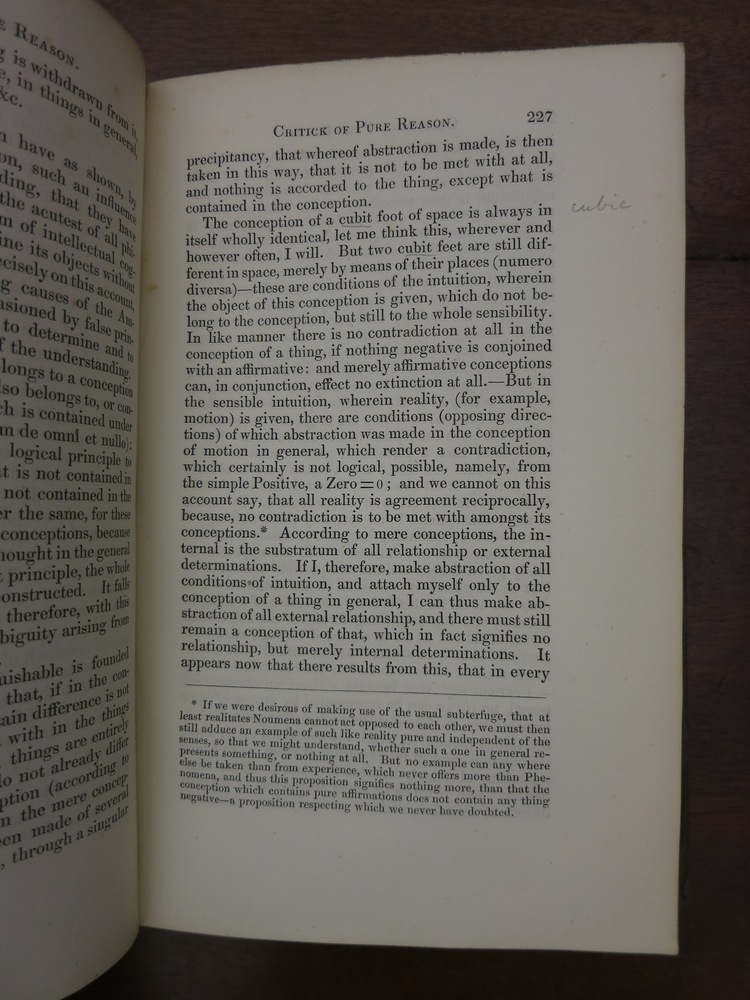 E REASON.
g is withdrawn from it,
e, in things in general,
&c.
n have as shown, by
on, such an influence
ding, that they have
the acutest of all phi-
m of intellectual cog-
ine its objects without
ecisely on this account,
g causes of the Am-
asioned by false prin-
to determine and to
f the understanding.
elongs to a conception
lso belongs to, or con-
ch is contained under
m de omni et nullo):
logical principle to
at is not contained in
not contained in the
er the same, for these
conceptions, because
hought in the general
t principle, the whole
onstructed. It falls
therefore, with this
biguity arising from
uishable is founded
that, if in the con-
tain difference is not
with in the things
things are entirely
lo not already differ
ption (according to
n the mere concep-
een made of several
, through a singular
CRITICK OF PURE REASON. 227
precipitancy, that whereof abstraction is made, is then
taken in this way, that it is not to be met with at all,
and nothing is accorded to the thing, except what is
contained in the conception.
The conception of a cubit foot of space is always in
itself wholly identical, let me think this, wherever and
however often, I will. But two cubit feet are still dif-
ferent in space, merely by means of their places (numero
diversa)—these are conditions of the intuition, wherein
the object of this conception is given, which do not be-
long to the conception, but still to the whole sensibility.
In like manner there is no contradiction at all in the
conception of a thing, if nothing negative is conjoined
with an affirmative: and merely affirmative conceptions
can, in conjunction, effect no extinction at all.—But in
the sensible intuition, wherein reality, (for example,
motion) is given, there are conditions (opposing direc-
tions) of which abstraction was made in the conception
of motion in general, which render a contradiction,
which certainly is not logical, possible, namely, from
the simple Positive, a Zero = 0; and we cannot on this
account say, that all reality is agreement reciprocally,
because, no contradiction is to be met with amongst its
conceptions.* According to mere conceptions, the in-
ternal is the substratum of all relationship or external
determinations. If I, therefore, make abstraction of all
conditions of intuition, and attach myself only to the
conception of a thing in general, I can thus make ab-
straction of all external relationship, and there must still
remain a conception of that, which in fact signifies no
relationship, but merely internal determinations. It
appears now that there results from this, that in every
* If we were desirous of making use of the usual subterfuge, that at
least realitates Noumena cannot act opposed to each other, we must then
still adduce an example of such like reality pure and independent of the
senses, so that we might understand, whether such a one in general re-
presents something, or nothing at all. But no example can any where
else be taken than from experience, which never offers more than Phe-
nomena, and thus this proposition signifies nothing more, than that the
conception which contains pure affirmations does not contain any thing
negative—a proposition respecting which we never have doubted.
cubic